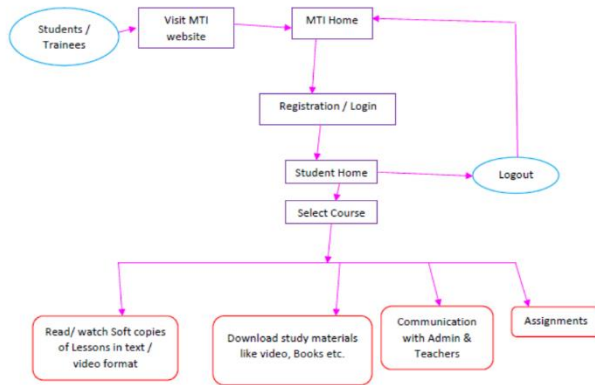 Students /
Trainees
Visit MTI
website
MTI Home
Registration / Login
Student Home
Logout
Select Course
Read/ watch Soft copies
of Lessons in text /
video format
Download study materials
like video, Books etc.
Communication
with Admin &
Teachers
Assignments